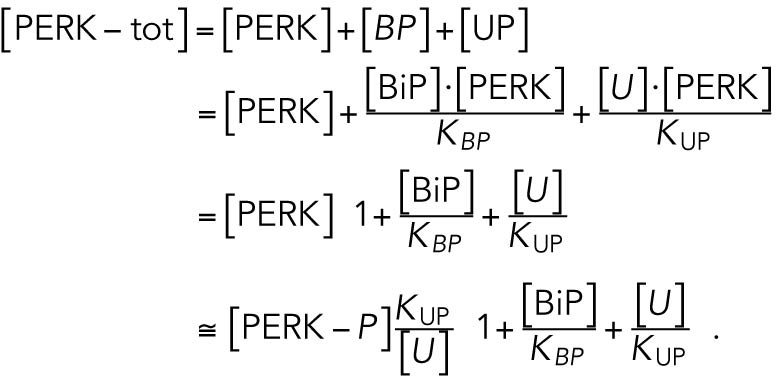 [PERK – tot] = [PERK] + [BP] + [UP]
= [PERK] + [BiP]·[PERK] / K_BP + [U]·[PERK] / K_UP
= [PERK] 1 + [BiP] / K_BP + [U] / K_UP
≅ [PERK – P] K_UP / [U] 1 + [BiP] / K_BP + [U] / K_UP .